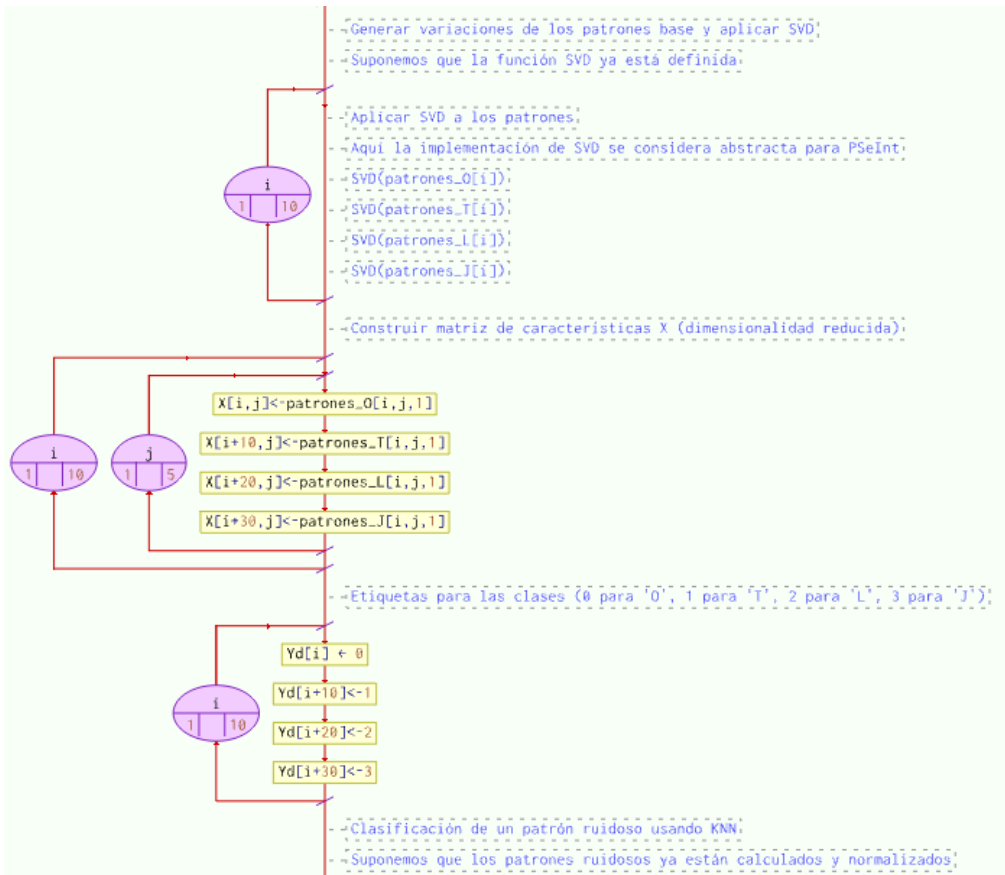 Generar variaciones de los patrones base y aplicar SVD
Suponemos que la función SVD ya está definida
Aplicar SVD a los patrones
Aquí la implementación de SVD se considera abstracta para PSeInt
SVD(patrones_O[i])
i
1 10
SVD(patrones_T[i])
SVD(patrones_L[i])
SVD(patrones_J[i])
Construir matriz de características X (dimensionalidad reducida)
X[i,j]<-patrones_O[i,j,1]
X[i+10,j]<-patrones_T[i,j,1]
i
1 10
j
1 5
X[i+20,j]<-patrones_L[i,j,1]
X[i+30,j]<-patrones_J[i,j,1]
Etiquetas para las clases (0 para 'O', 1 para 'T', 2 para 'L', 3 para 'J')
Yd[i] ← 0
Yd[i+10]<-1
i
1 10
Yd[i+20]<-2
Yd[i+30]<-3
Clasificación de un patrón ruidoso usando KNN
Suponemos que los patrones ruidosos ya están calculados y normalizados